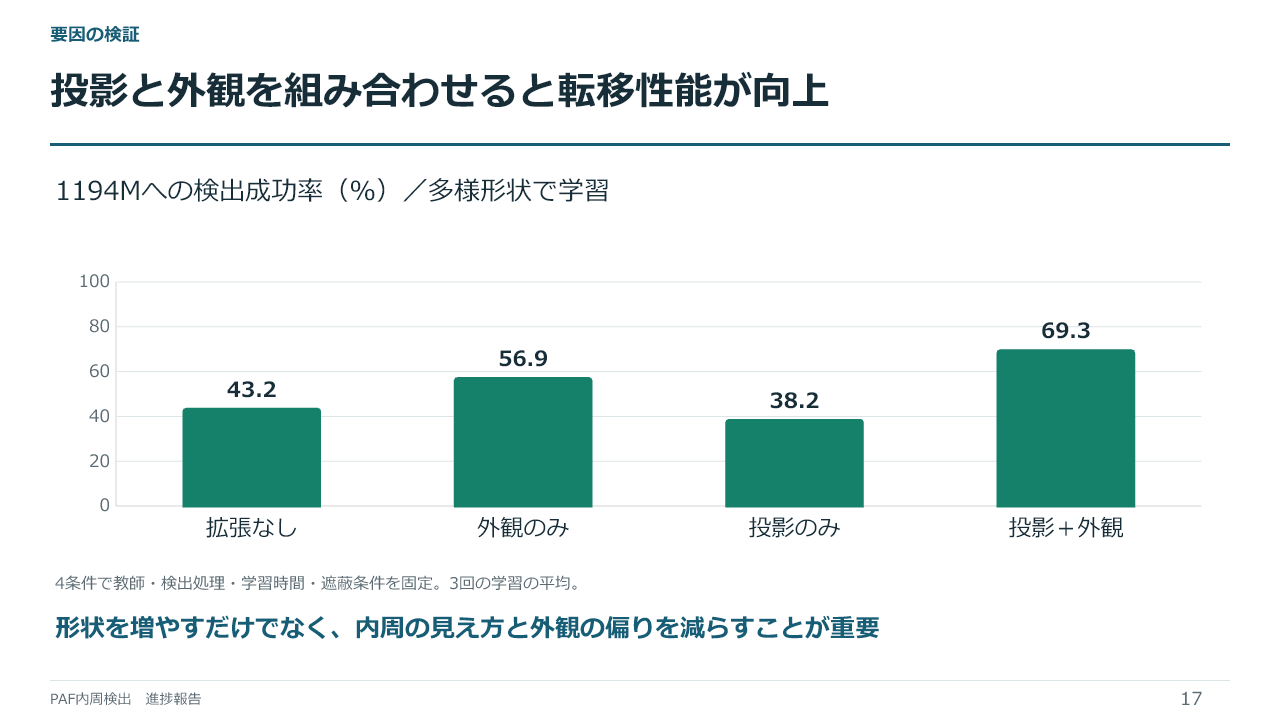 要因の検証
投影と外観を組み合わせると転移性能が向上
1194Mへの検出成功率（%）／多様形状で学習
100
80
60
40
20
0
43.2
56.9
38.2
69.3
拡張なし
外観のみ
投影のみ
投影＋外観
4条件で教師・検出処理・学習時間・遮蔽条件を固定。3回の学習の平均。
形状を増やすだけでなく、内周の見え方と外観の偏りを減らすことが重要
PAF内周検出　進捗報告
17